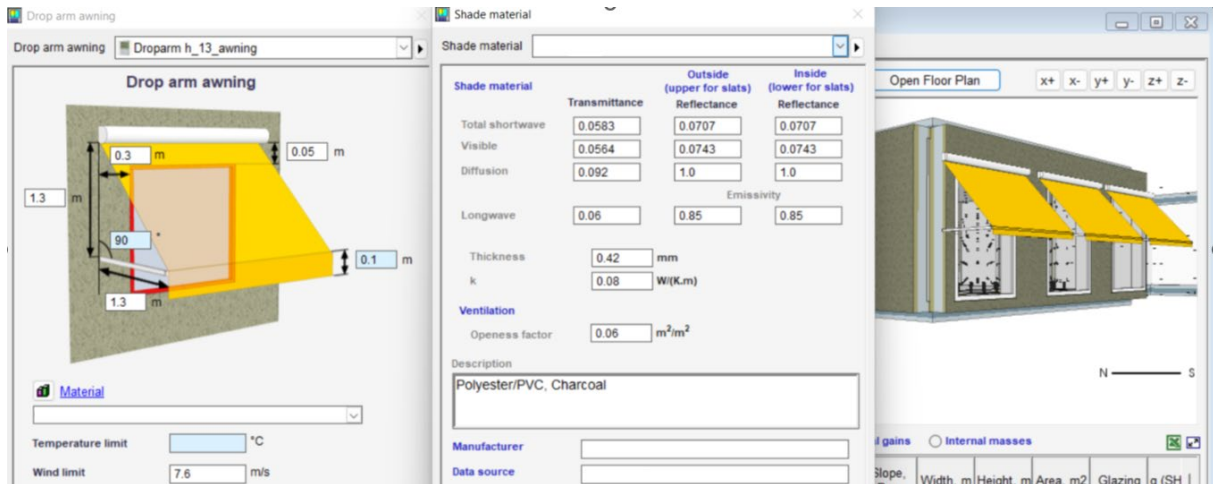 Drop arm awning
Drop arm awning Droparm h_13_awning
Drop arm awning
0.3 m
0.05 m
1.3 m
90 °
0.1 m
1.3 m
Material
Temperature limit °C
Wind limit 7.6 m/s
Shade material
Shade material
Shade material
Outside (upper for slats)
Inside (lower for slats)
Transmittance Reflectance Reflectance
Total shortwave 0.0583 0.0707 0.0707
Visible 0.0564 0.0743 0.0743
Diffusion 0.092 1.0 1.0
Emissivity
Longwave 0.06 0.85 0.85
Thickness 0.42 mm
k 0.08 W/(K.m)
Ventilation
Openess factor 0.06 m²/m²
Description
Polyester/PVC, Charcoal
Manufacturer
Data source
Open Floor Plan x+ x- y+ y- z+ z-
N S
l gains Internal masses
Slope, Width, m Height, m Area, m2 Glazing g (SH